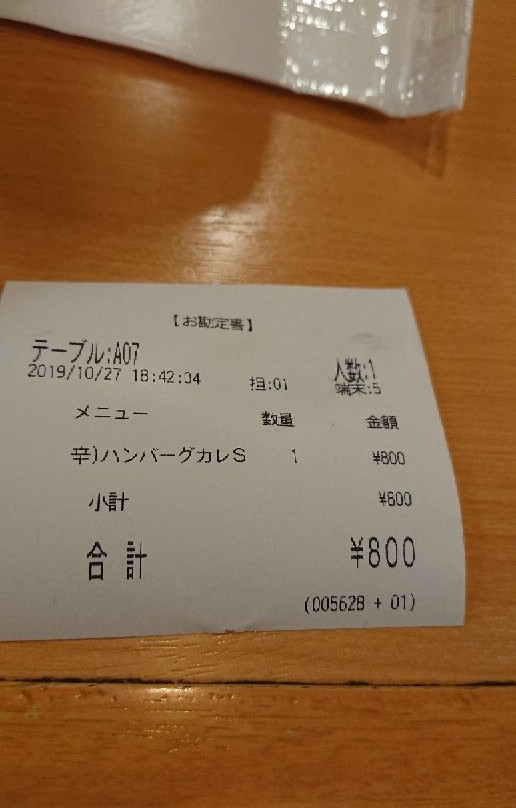 【お勘定書】
テーブル:A07 人数:1
2019/10/27 18:42:04 担:01 端末:5
メニュー 数量 金額
辛)ハンバーグカレS 1 ¥800
小計 ¥800
合計 ¥800
(005628 + 01)